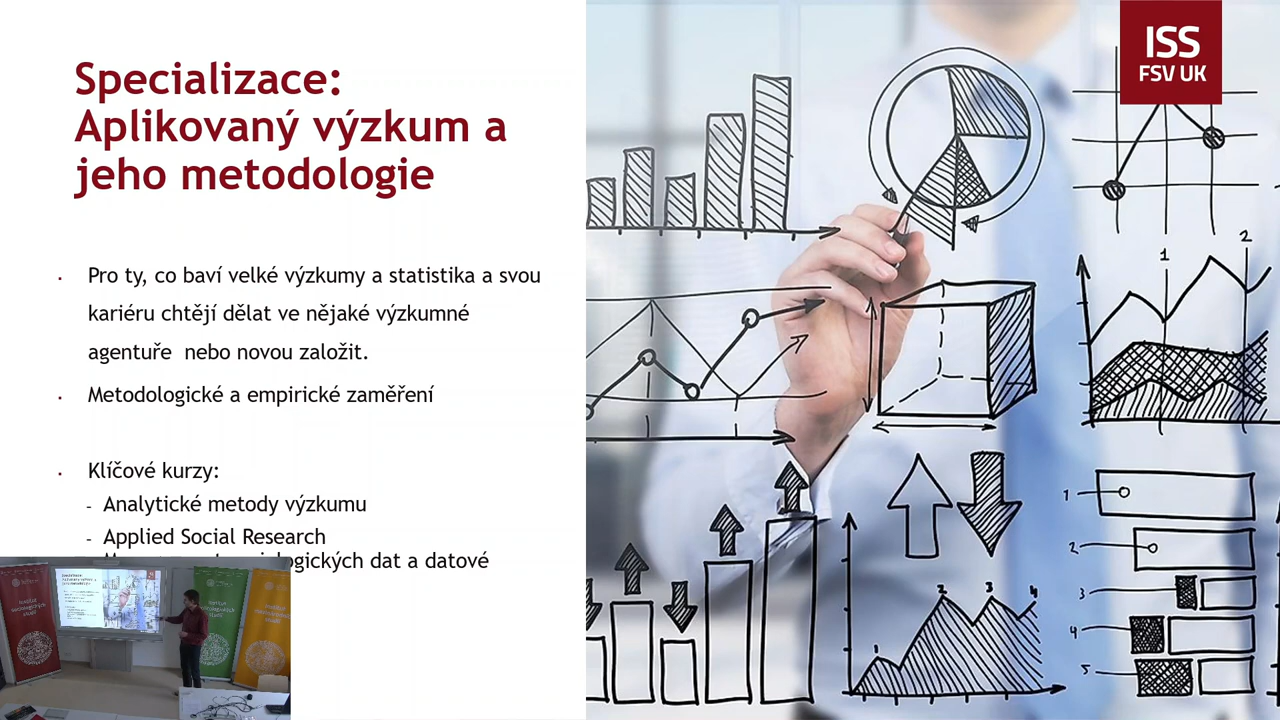 Specializace:
Aplikovaný výzkum a
jeho metodologie
ISS
FSV UK
Pro ty, co baví velké výzkumy a statistika a svou
kariéru chtějí dělat ve nějaké výzkumné
agentuře nebo novou založit.
Metodologické a empirické zaměření
Klíčové kurzy:
- Analytické metody výzkumu
- Applied Social Research
dat a datové
1
2
1
2
3
4
5
1
2
3
4